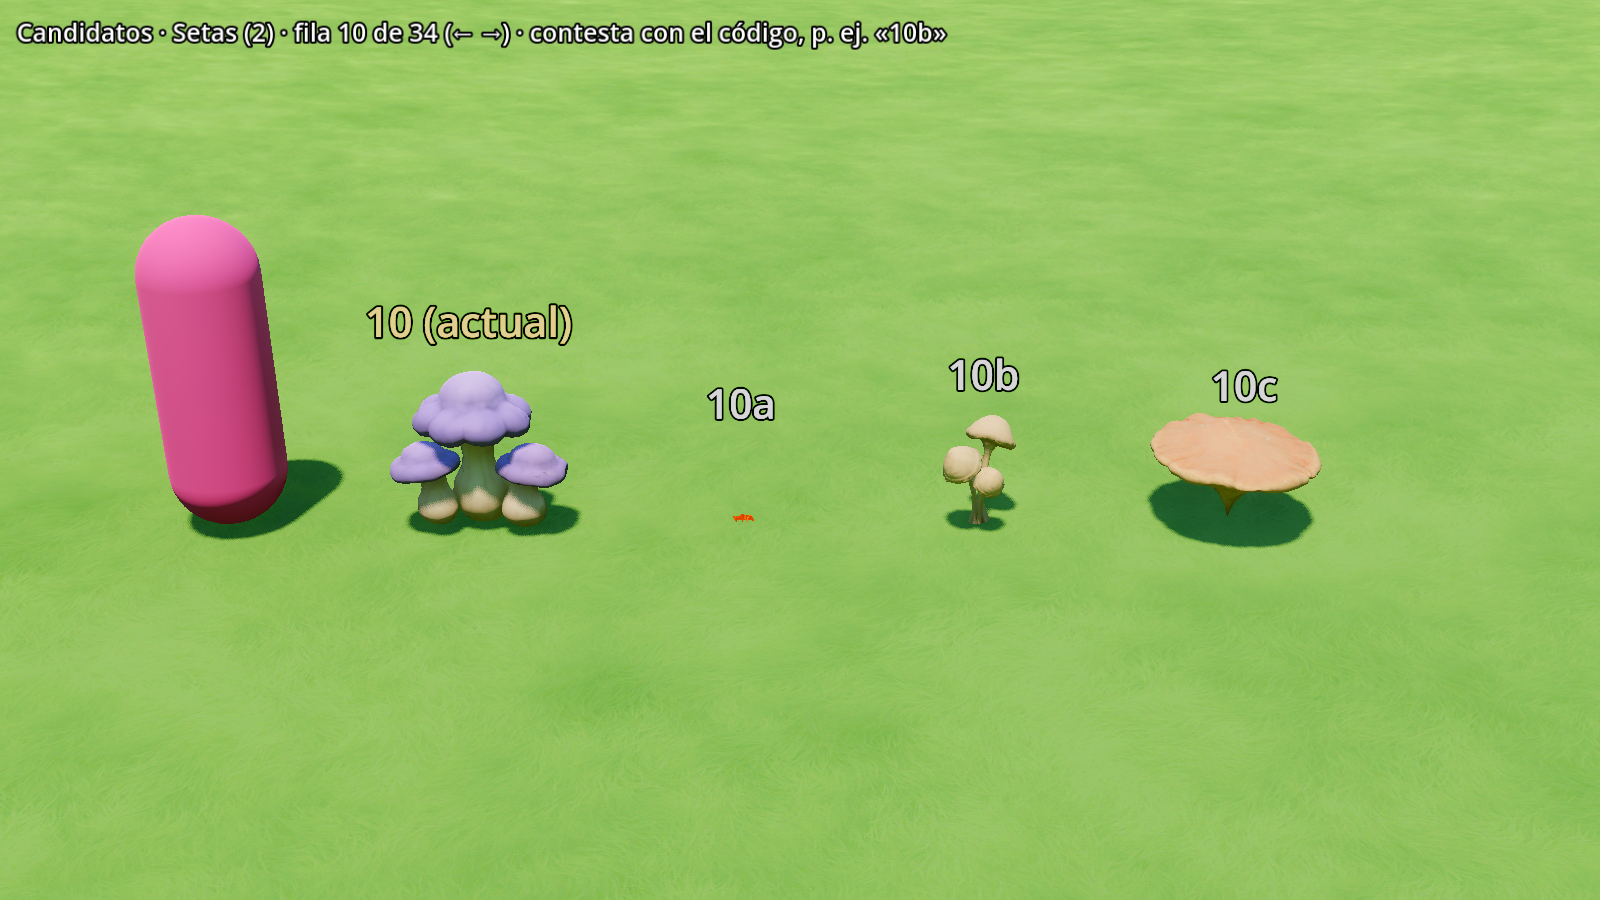 Candidatos · Setas (2) · fila 10 de 34 (← →) · contesta con el código, p. ej. «10b»
10 (actual)
10a
10b
10c